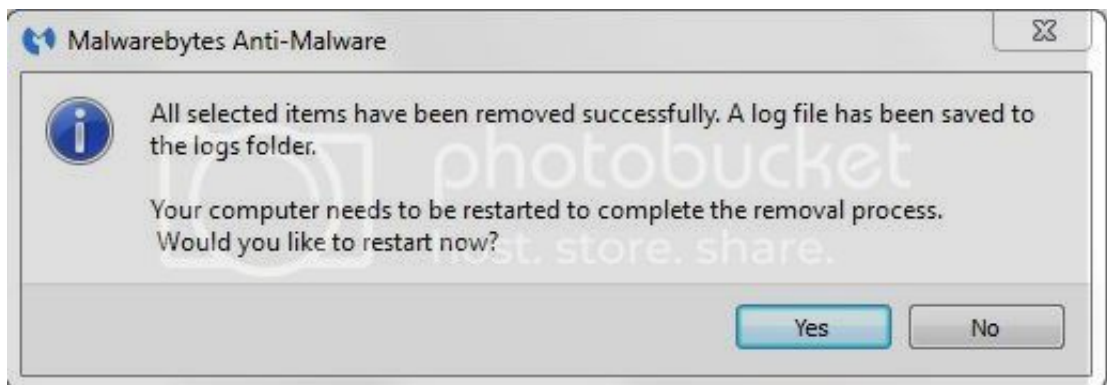 Malwarebytes Anti-Malware
All selected items have been removed successfully. A log file has been saved to
the logs folder.
photobucket
Your computer needs to be restarted to complete the removal process.
Would you like to restart now?
host. store. share.
Yes
No